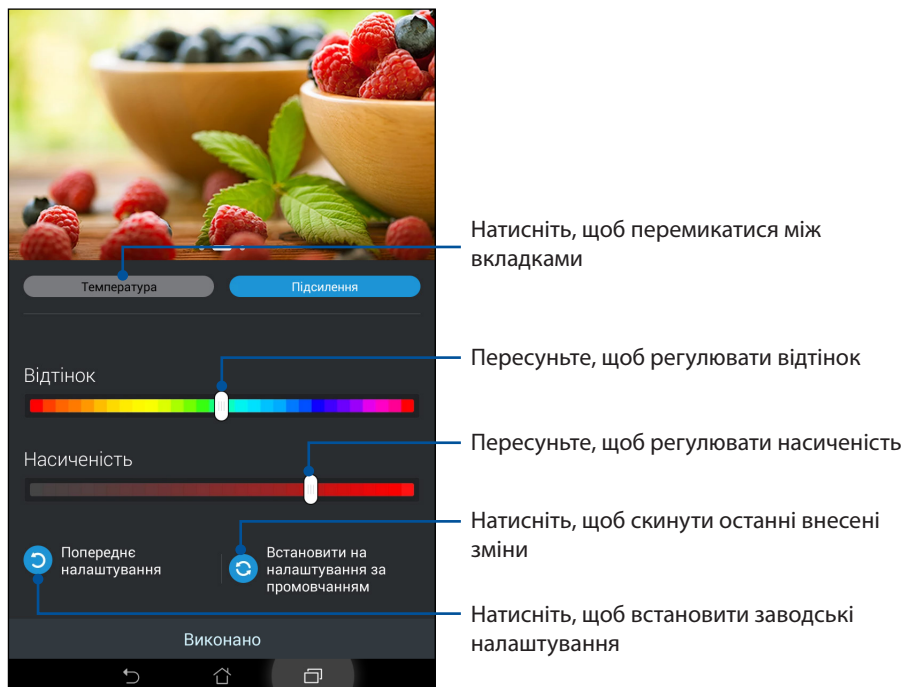 Натисніть, щоб перемикатися між
вкладками
Температура
Підсилення
Пересуньте, щоб регулювати відтінок
Відтінок
Пересуньте, щоб регулювати насиченість
Насиченість
Натисніть, щоб скинути останні внесені
зміни
Попереднє
налаштування
Встановити на
налаштування за
промовчанням
Натисніть, щоб встановити заводські
налаштування
Виконано